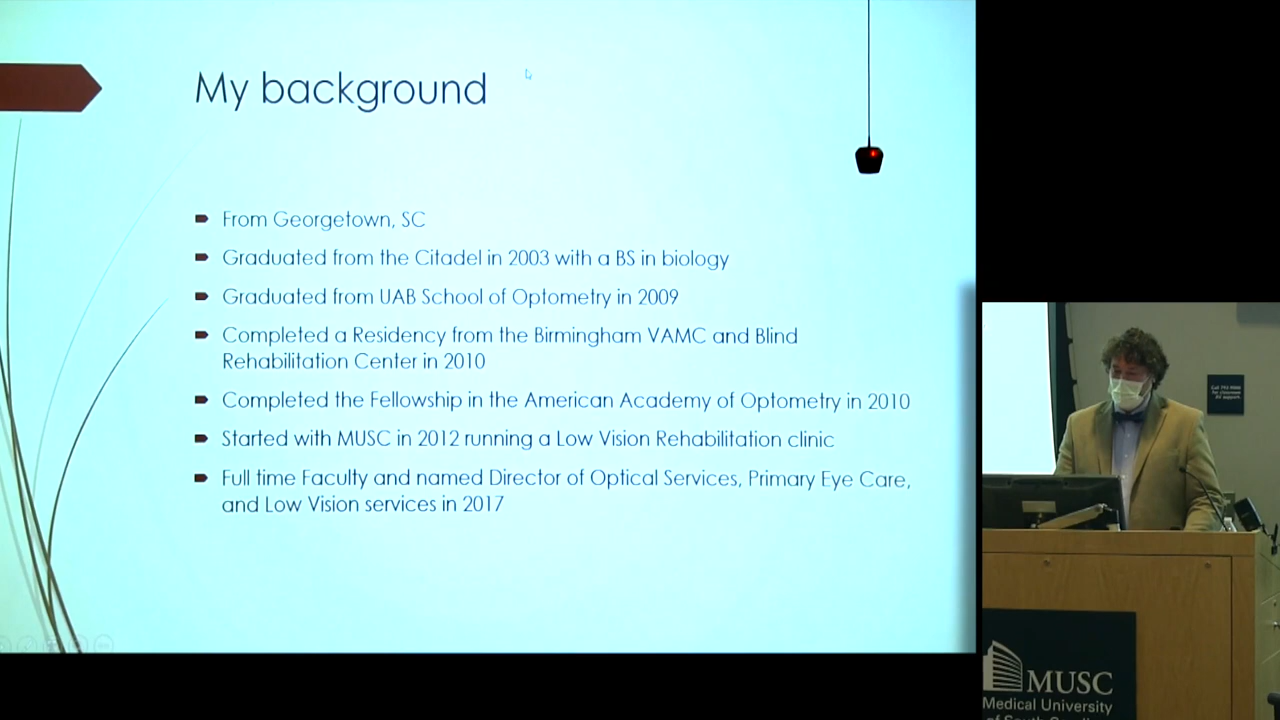 My background
From Georgetown, SC
Graduated from the Citadel in 2003 with a BS in biology
Graduated from UAB School of Optometry in 2009
Completed a Residency from the Birmingham VAMC and Blind
Rehabilitation Center in 2010
Completed the Fellowship in the American Academy of Optometry in 2010
Started with MUSC in 2012 running a Low Vision Rehabilitation clinic
Full time Faculty and named Director of Optical Services, Primary Eye Care,
and Low Vision services in 2017
MUSC
Medical University
of South